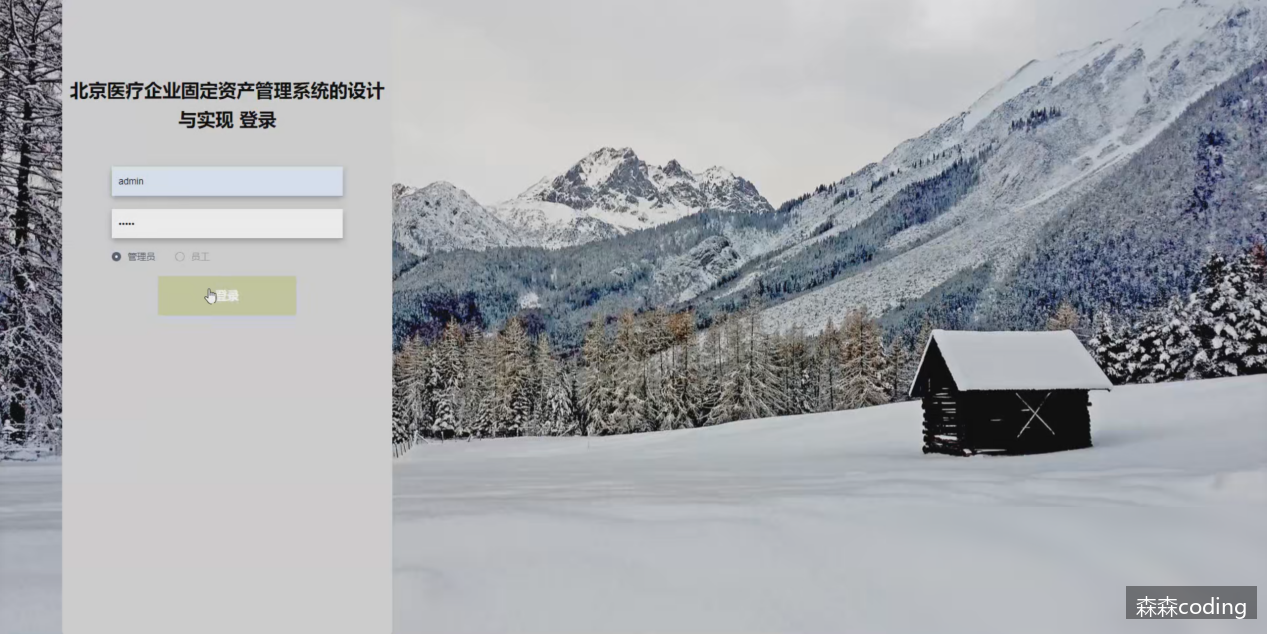 北京医疗企业固定资产管理系统的设计
与实现 登录
admin
•••••
管理员 员工
登录
森森coding